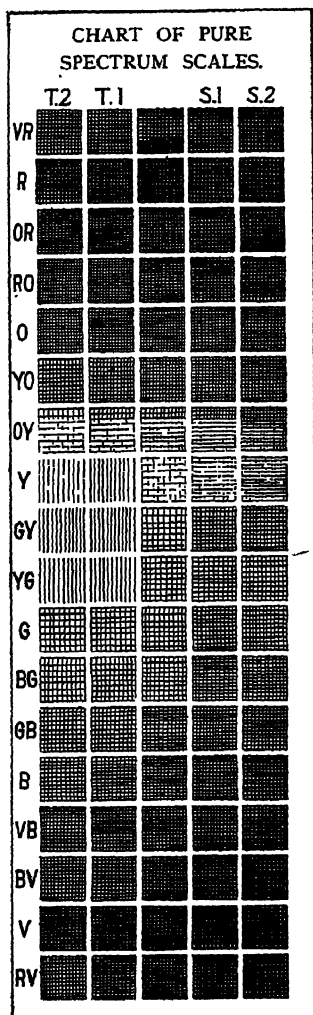 CHART OF PURE
SPECTRUM SCALES.
T.2 T.1 S.1 S.2
VR
R
OR
RO
O
YO
OY
Y
GY
YG
G
BG
GB
B
VB
BV
V
RV